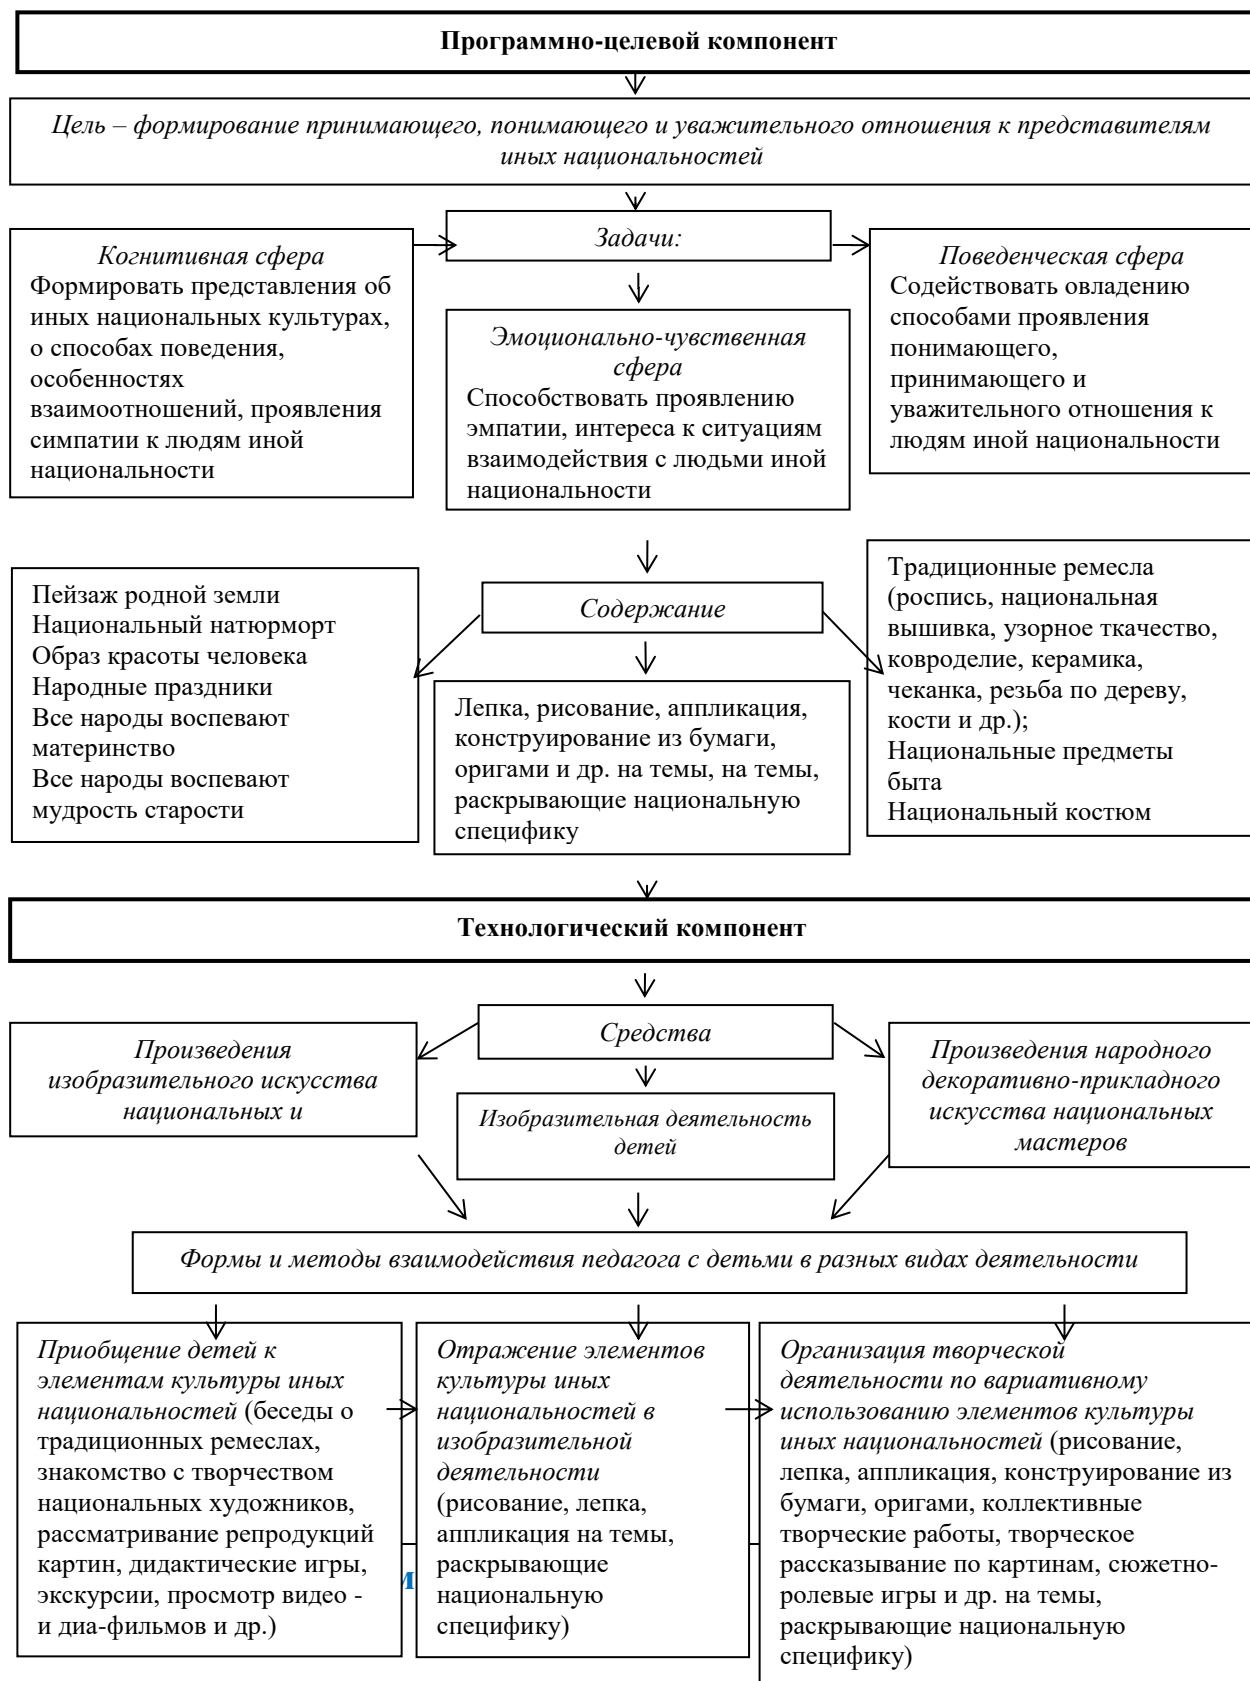 Программно-целевой компонент
Цель – формирование принимающего, понимающего и уважительного отношения к представителям
иных национальностей
Задачи:
Когнитивная сфера
Формировать представления об
иных национальных культурах,
о способах поведения,
особенностях
взаимоотношений, проявления
симпатии к людям иной
национальности
Эмоционально-чувственная
сфера
Способствовать проявлению
эмпатии, интереса к ситуациям
взаимодействия с людьми иной
национальности
Поведенческая сфера
Содействовать овладению
способами проявления
понимающего,
принимающего и
уважительного отношения к
людям иной национальности
Содержание
Пейзаж родной земли
Национальный натюрморт
Образ красоты человека
Народные праздники
Все народы воспевают
материнство
Все народы воспевают
мудрость старости
Лепка, рисование, аппликация,
конструирование из бумаги,
оригами и др. на темы, на темы,
раскрывающие национальную
специфику
Традиционные ремесла
(роспись, национальная
вышивка, узорное ткачество,
ковроделие, керамика,
чеканка, резьба по дереву,
кости и др.);
Национальные предметы
быта
Национальный костюм
Технологический компонент
Средства
Произведения
изобразительного искусства
национальных и
Изобразительная деятельность
детей
Произведения народного
декоративно-прикладного
искусства национальных
мастеров
Формы и методы взаимодействия педагога с детьми в разных видах деятельности
Приобщение детей к
элементам культуры иных
национальностей (беседы о
традиционных ремеслах,
знакомство с творчеством
национальных художников,
рассматривание репродукций
картин, дидактические игры,
экскурсии, просмотр видео -
и диа-фильмов и др.)
Отражение элементов
культуры иных
национальностей в
изобразительной
деятельности
(рисование, лепка,
аппликация на темы,
раскрывающие
национальную
специфику)
Организация творческой
деятельности по вариативному
использованию элементов культуры
иных национальностей (рисование,
лепка, аппликация, конструирование из
бумаги, оригами, коллективные
творческие работы, творческое
рассказывание по картинам, сюжетно-
ролевые игры и др. на темы,
раскрывающие национальную
специфику)